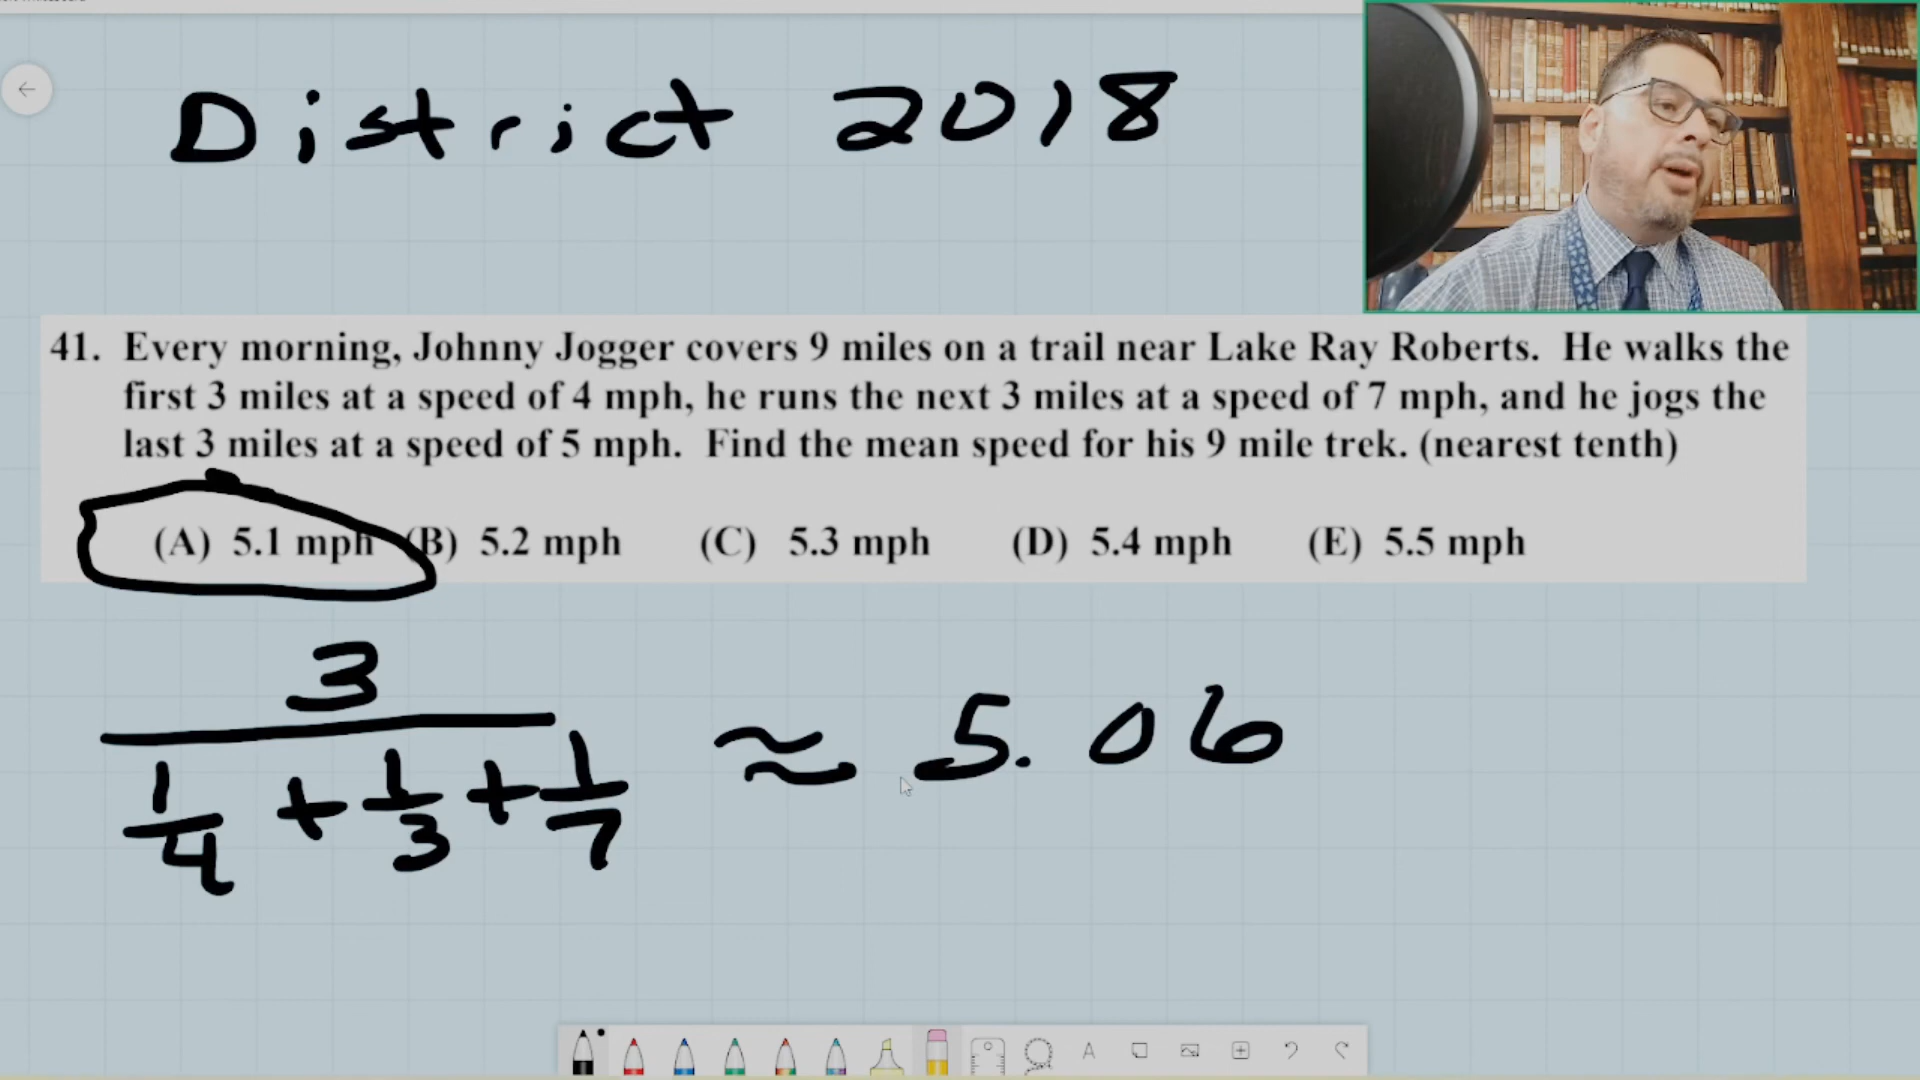 District 2018
41. Every morning, Johnny Jogger covers 9 miles on a trail near Lake Ray Roberts. He walks the
first 3 miles at a speed of 4 mph, he runs the next 3 miles at a speed of 7 mph, and he jogs the
last 3 miles at a speed of 5 mph. Find the mean speed for his 9 mile trek. (nearest tenth)
(A) 5.1 mph (B) 5.2 mph (C) 5.3 mph (D) 5.4 mph (E) 5.5 mph
3
1/4 + 1/3 + 1/7 ≈ 5.06